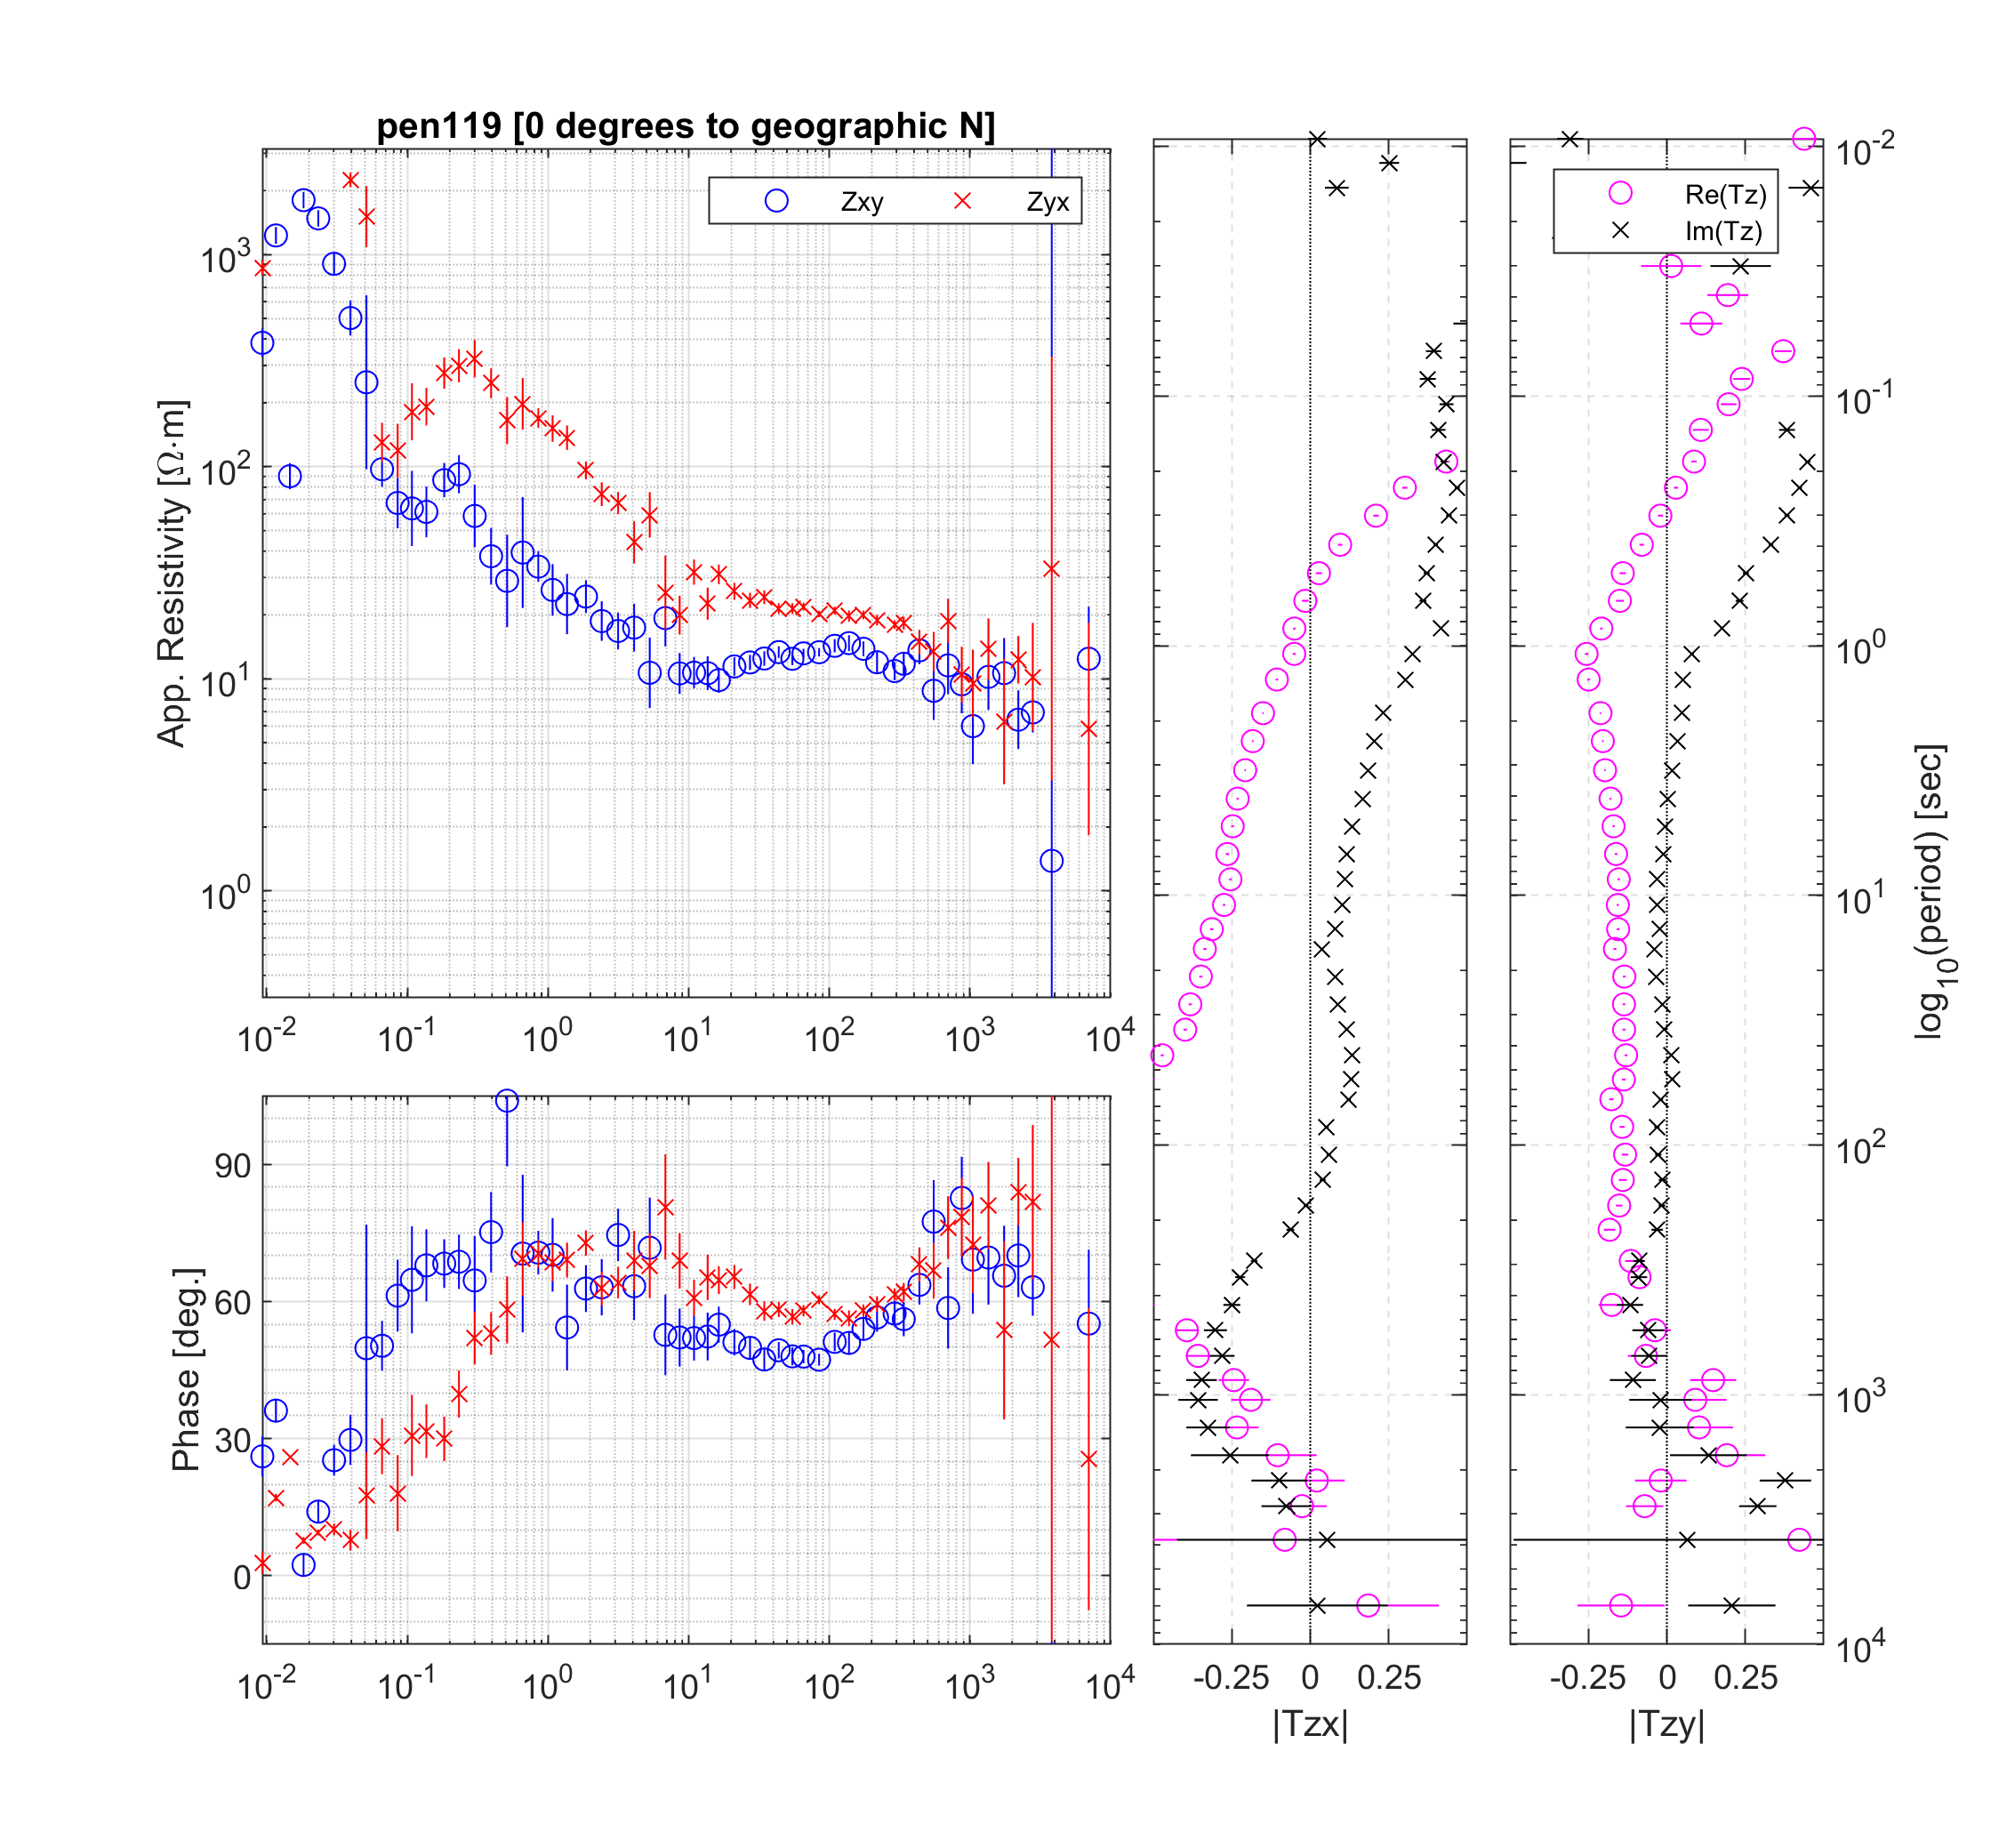 pen119 [0 degrees to geographic N]
Zxy Zyx
App. Resistivity [Ω·m]
10^3
10^2
10^1
10^0
10^-2 10^-1 10^0 10^1 10^2 10^3 10^4
Phase [deg.]
90
60
30
0
10^-2 10^-1 10^0 10^1 10^2 10^3 10^4
-0.25 0 0.25
|Tzx|
Re(Tz)
Im(Tz)
-0.25 0 0.25
|Tzy|
10^-2
10^-1
10^0
10^1
10^2
10^3
10^4
log_10(period) [sec]